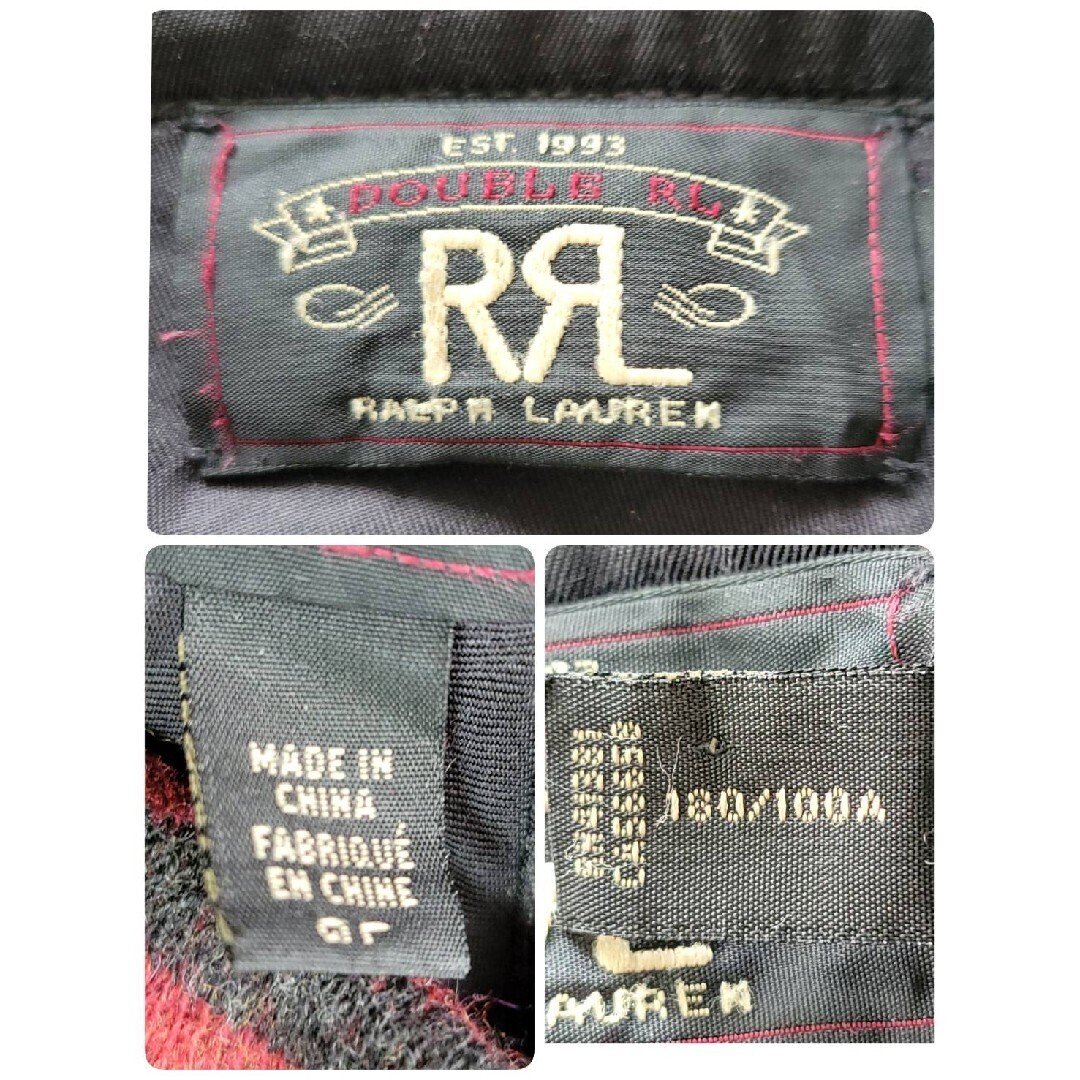 EST. 1993
DOUBLE RL
RRL
RALPH LAUREN
MADE IN
CHINA
FABRIQUÉ
EN CHINE
180/100A
L
LAUREN